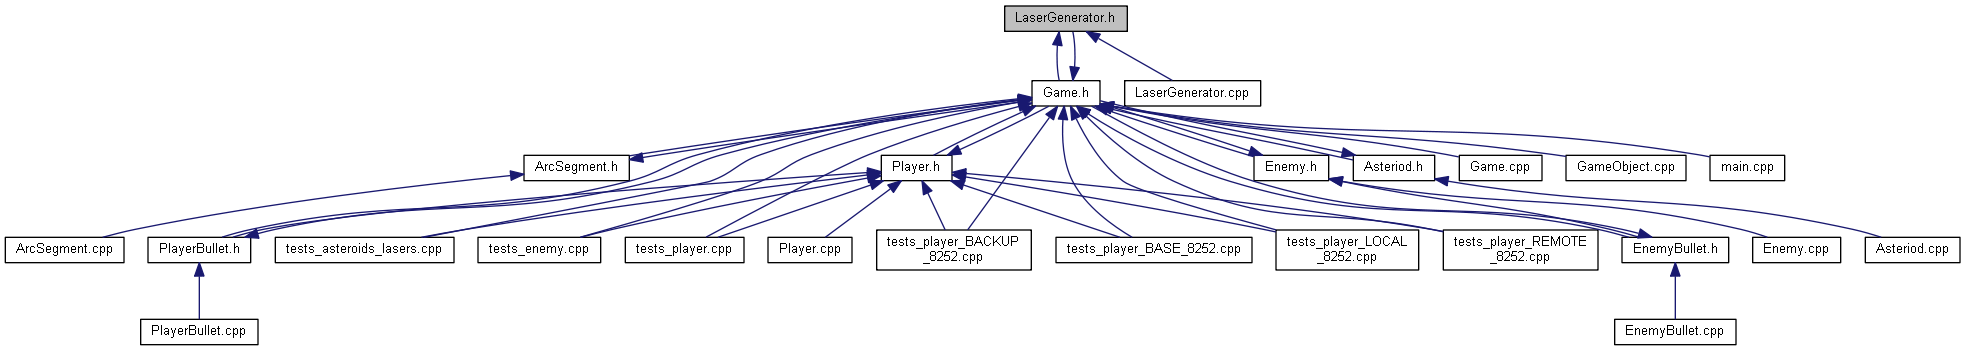 LaserGenerator.h
Game.h
LaserGenerator.cpp
ArcSegment.h
Player.h
Enemy.h
Asteriod.h
Game.cpp
GameObject.cpp
main.cpp
ArcSegment.cpp
PlayerBullet.h
tests_asteroids_lasers.cpp
tests_enemy.cpp
tests_player.cpp
Player.cpp
tests_player_BACKUP
_8252.cpp
tests_player_BASE_8252.cpp
tests_player_LOCAL
_8252.cpp
tests_player_REMOTE
_8252.cpp
EnemyBullet.h
Enemy.cpp
Asteriod.cpp
PlayerBullet.cpp
EnemyBullet.cpp